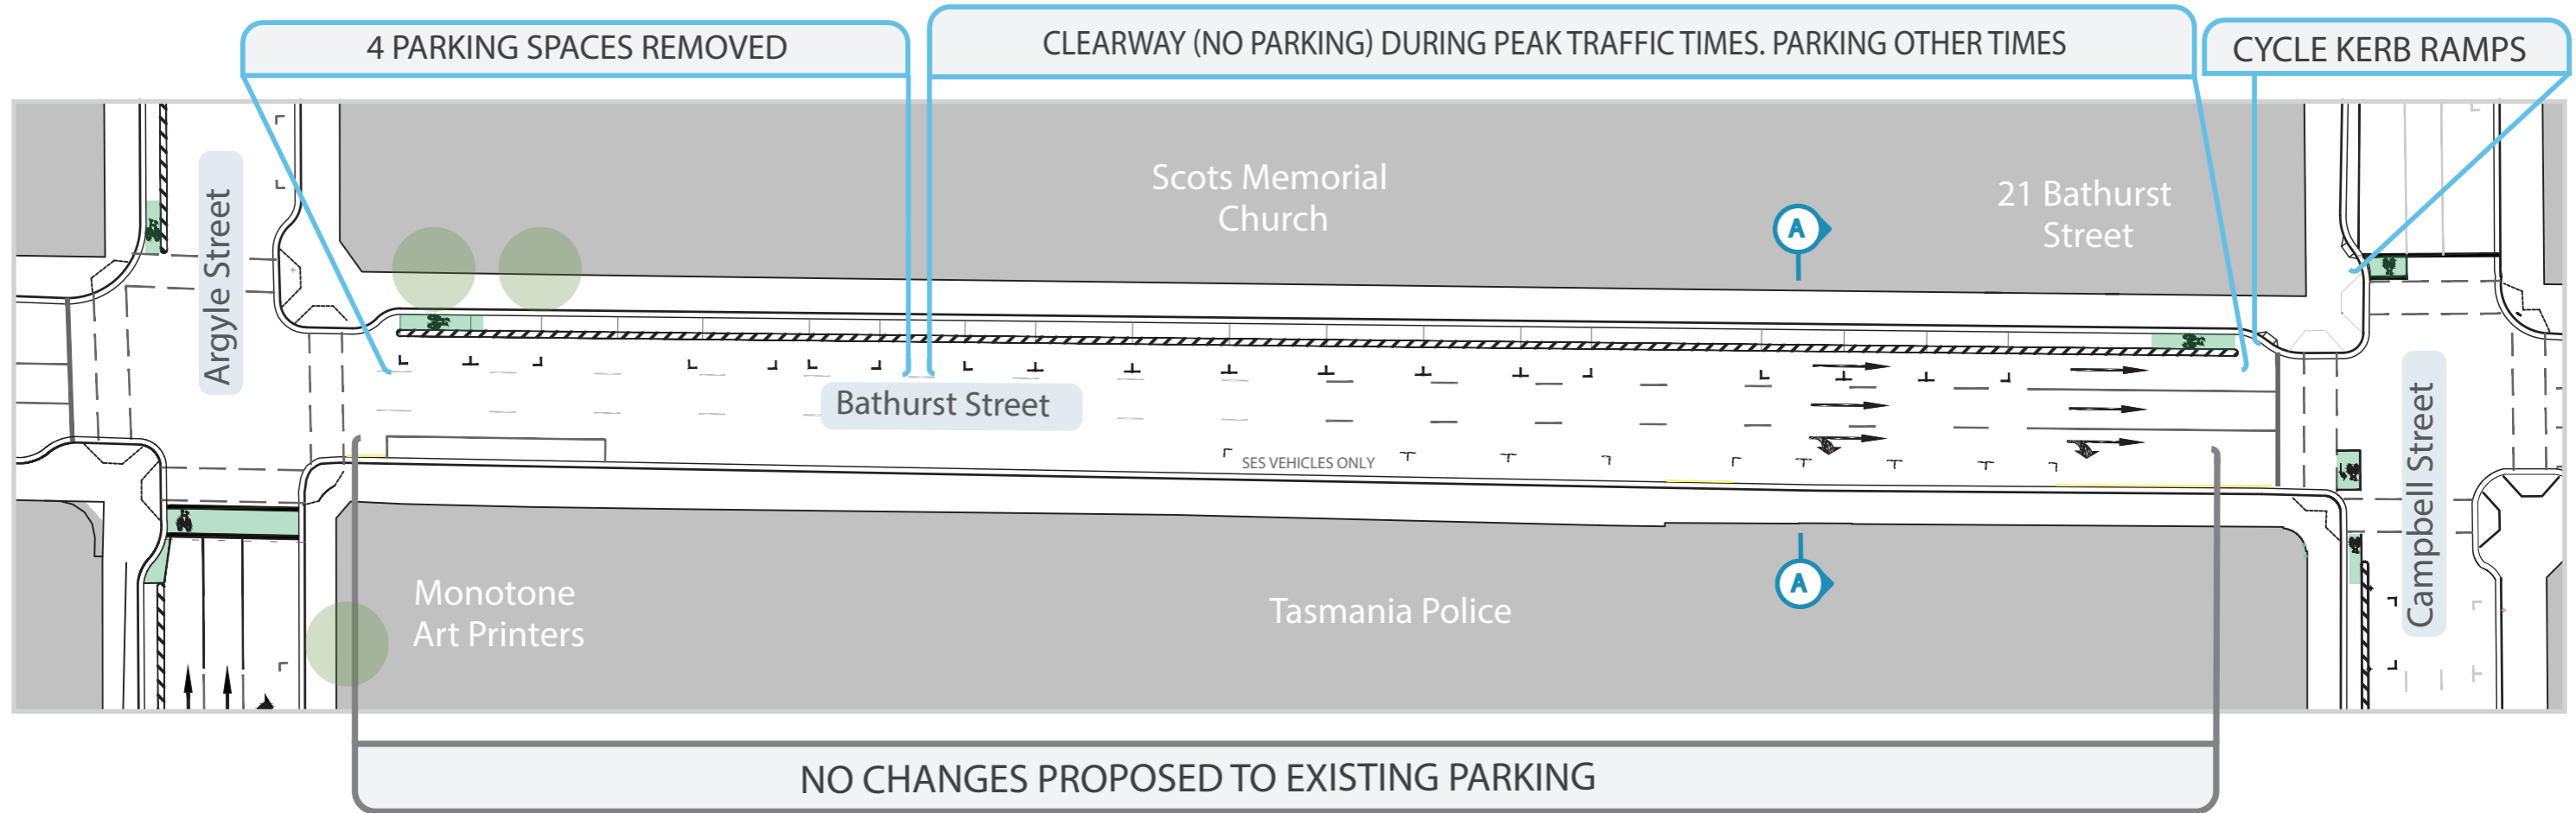 4 PARKING SPACES REMOVED
CLEARWAY (NO PARKING) DURING PEAK TRAFFIC TIMES. PARKING OTHER TIMES
CYCLE KERB RAMPS
Argyle Street
Scots Memorial
Church
A
21 Bathurst
Street
Bathurst Street
SES VEHICLES ONLY
Campbell Street
Monotone
Art Printers
Tasmania Police
A
NO CHANGES PROPOSED TO EXISTING PARKING